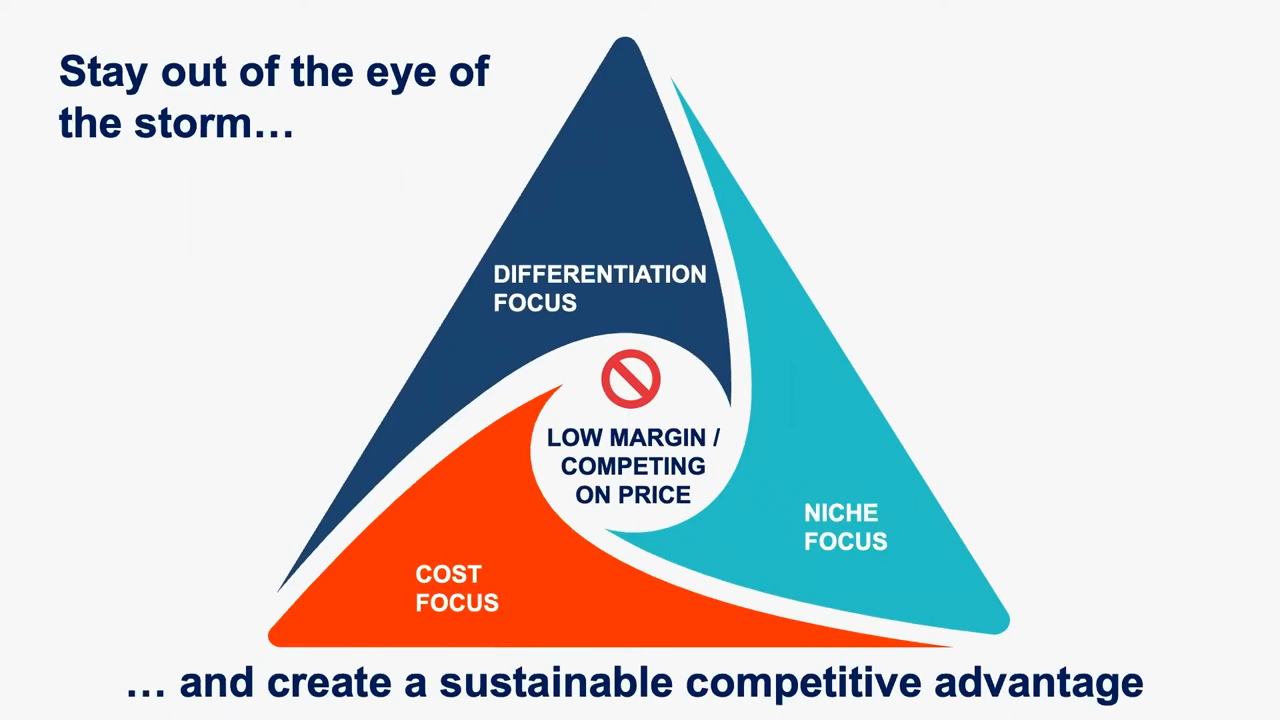 Stay out of the eye of
the storm…
DIFFERENTIATION
FOCUS
LOW MARGIN /
COMPETING
ON PRICE
NICHE
FOCUS
COST
FOCUS
… and create a sustainable competitive advantage